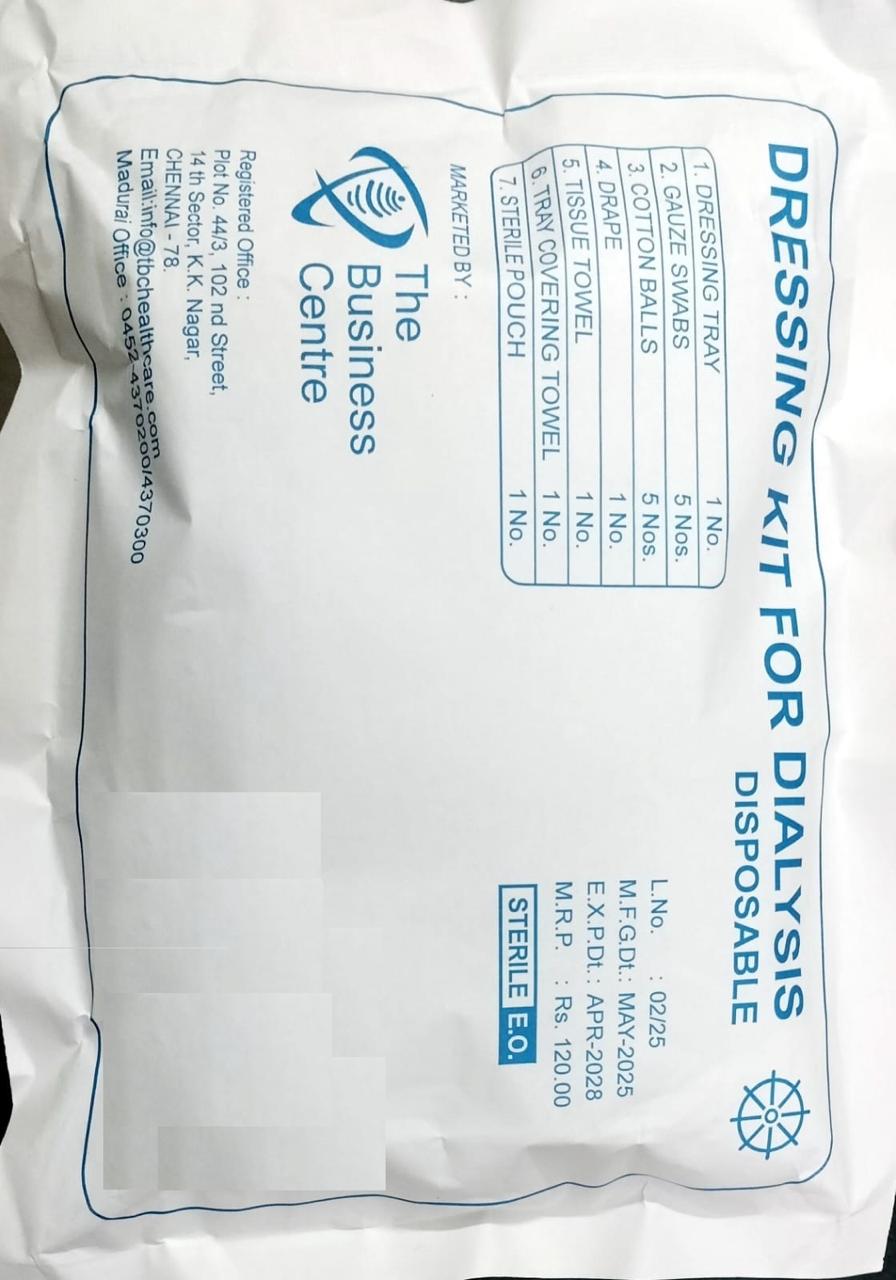 DRESSING KIT FOR DIALYSIS
DISPOSABLE
1. DRESSING TRAY 1 No.
2. GAUZE SWABS 5 Nos.
3. COTTON BALLS 5 Nos.
4. DRAPE 1 No.
5. TISSUE TOWEL 1 No.
6. TRAY COVERING TOWEL 1 No.
7. STERILE POUCH 1 No.
L.No. : 02/25
M.F.G.Dt.: MAY-2025
E.X.P.Dt.: APR-2028
M.R.P. : Rs. 120.00
STERILE E.O.
MARKETED BY :
The
Business
Centre
Registered Office :
Plot No. 44/3, 102 nd Street,
14 th Sector, K.K. Nagar,
CHENNAI - 78.
Email:info@tbchealthcare.com
Madurai Office : 0452-4370200/4370300